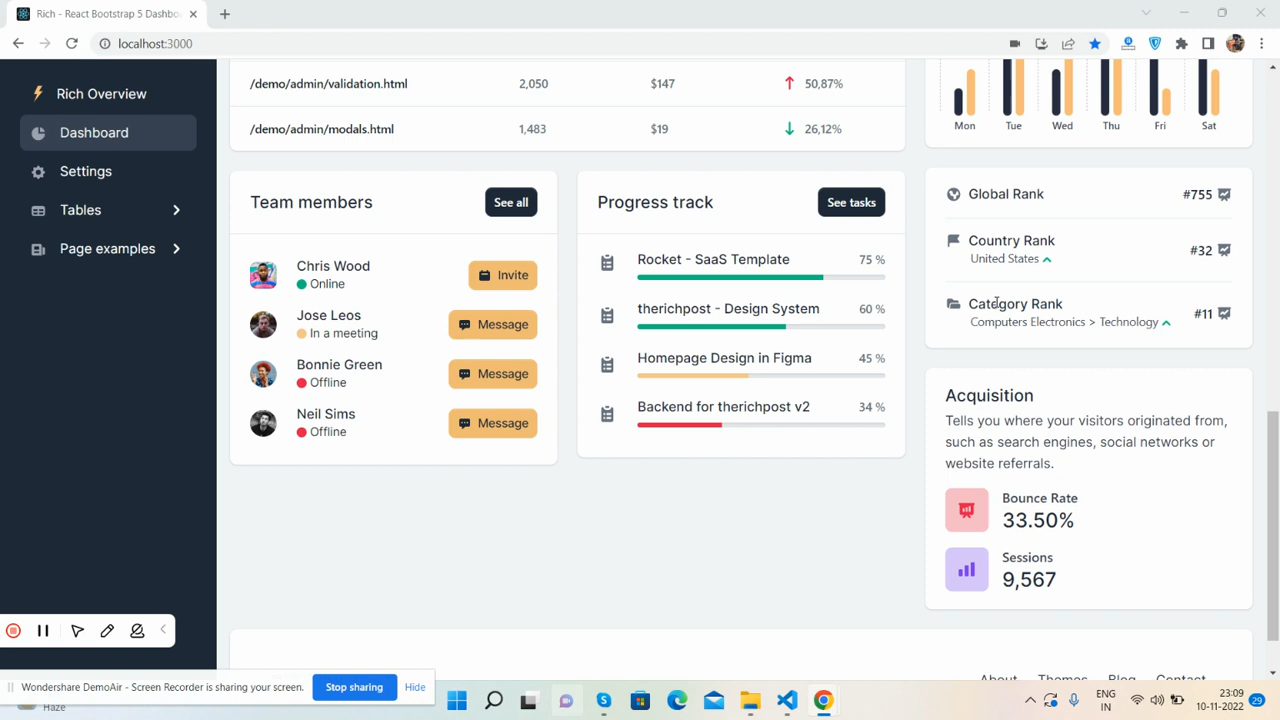 Rich - React Bootstrap 5 Dashbo
localhost:3000
Rich Overview
Dashboard
Settings
Tables
Page examples
/demo/admin/validation.html 2,050 $147 50,87%
/demo/admin/modals.html 1,483 $19 26,12%
Mon Tue Wed Thu Fri Sat
Team members See all
Chris Wood
Online
Invite
Jose Leos
In a meeting
Message
Bonnie Green
Offline
Message
Neil Sims
Offline
Message
Progress track See tasks
Rocket - SaaS Template 75 %
therichpost - Design System 60 %
Homepage Design in Figma 45 %
Backend for therichpost v2 34 %
Global Rank #755
Country Rank
United States
#32
Category Rank
Computers Electronics > Technology
#11
Acquisition
Tells you where your visitors originated from,
such as search engines, social networks or
website referrals.
Bounce Rate
33.50%
Sessions
9,567
About Themes Blog Contact
Wondershare DemoAir - Screen Recorder is sharing your screen. Stop sharing Hide
Haze
ENG
IN
23:09
10-11-2022
29